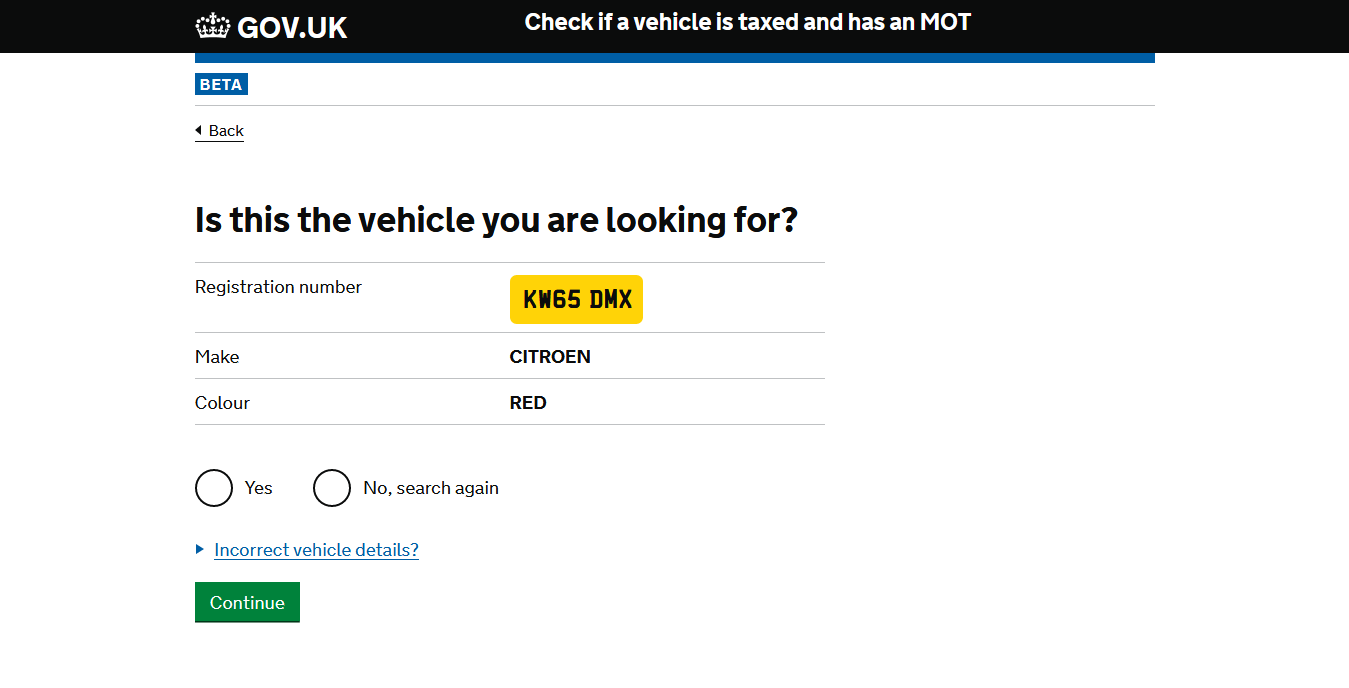 GOV.UK
Check if a vehicle is taxed and has an MOT
BETA
Back
Is this the vehicle you are looking for?
Registration number KW65 DMX
Make CITROEN
Colour RED
Yes No, search again
Incorrect vehicle details?
Continue